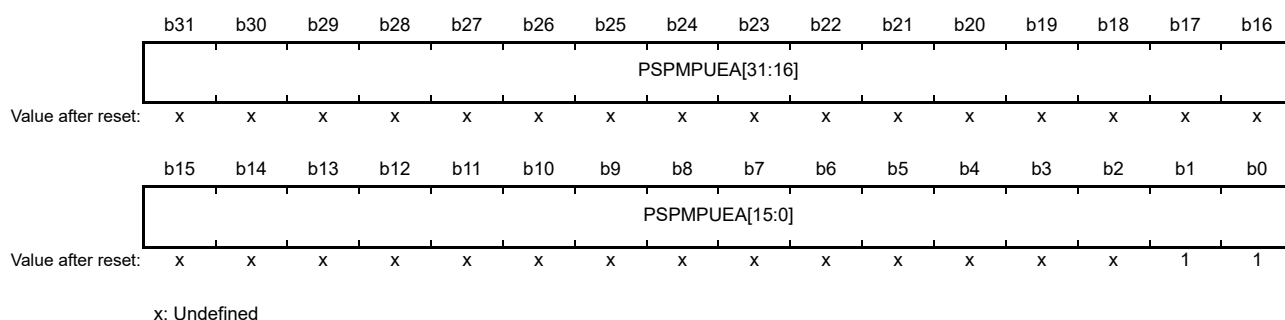 b31 b30 b29 b28 b27 b26 b25 b24 b23 b22 b21 b20 b19 b18 b17 b16
PSPMPUEA[31:16]
Value after reset: x x x x x x x x x x x x x x x x
b15 b14 b13 b12 b11 b10 b9 b8 b7 b6 b5 b4 b3 b2 b1 b0
PSPMPUEA[15:0]
Value after reset: x x x x x x x x x x x x x x 1 1
x: Undefined